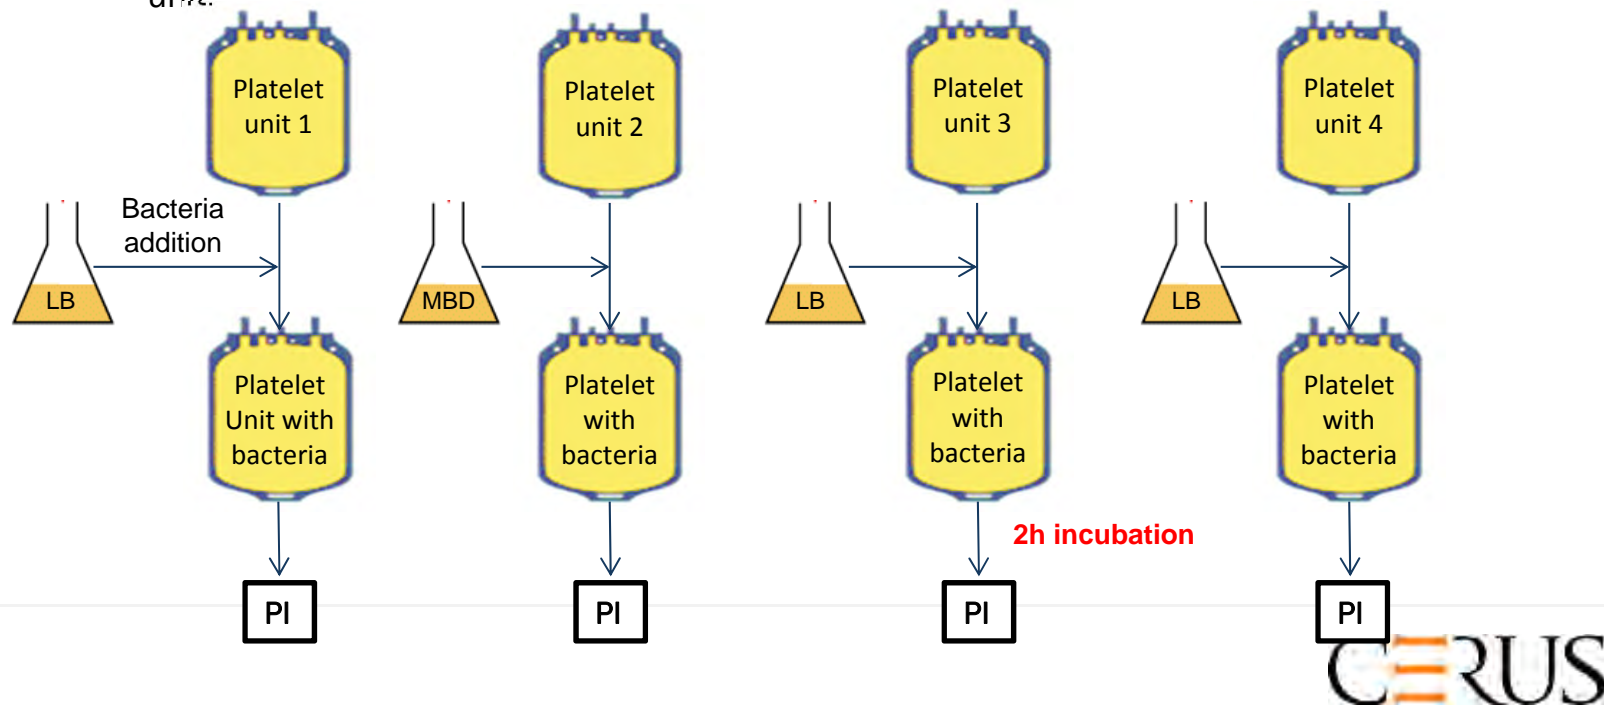 Platelet
unit 1
Platelet
unit 2
Platelet
unit 3
Platelet
unit 4
Bacteria
addition
LB
MBD
LB
LB
Platelet
Unit with
bacteria
Platelet
with
bacteria
Platelet
with
bacteria
Platelet
with
bacteria
2h incubation
PI
PI
PI
PI
CERUS